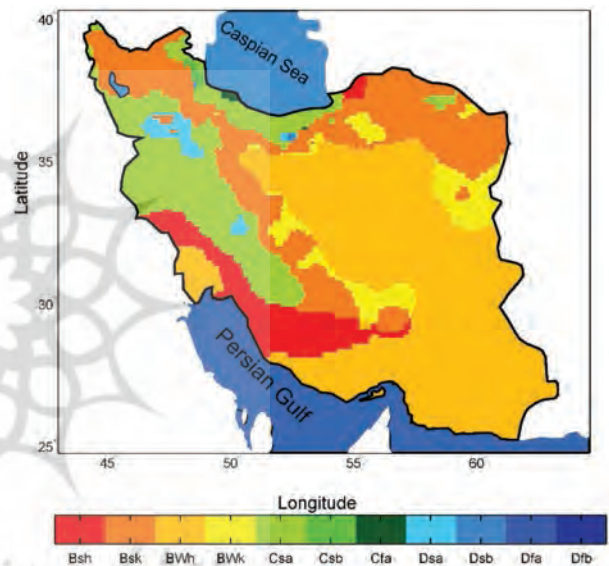 40
35
30
25
Latitude
Caspian Sea
Persian Gulf
45 50 55 60
Longitude
Bsh Bsk BWh BWk Csa Csb Cfa Dsa Dsb Dfa Dfb